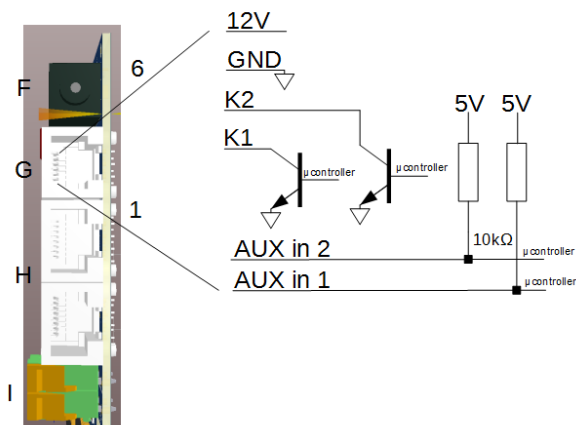 12V
6
GND
F
K2
5V 5V
K1
G
µcontroller
µcontroller
1
AUX in 2
10kΩ
µcontroller
H
AUX in 1
µcontroller
I